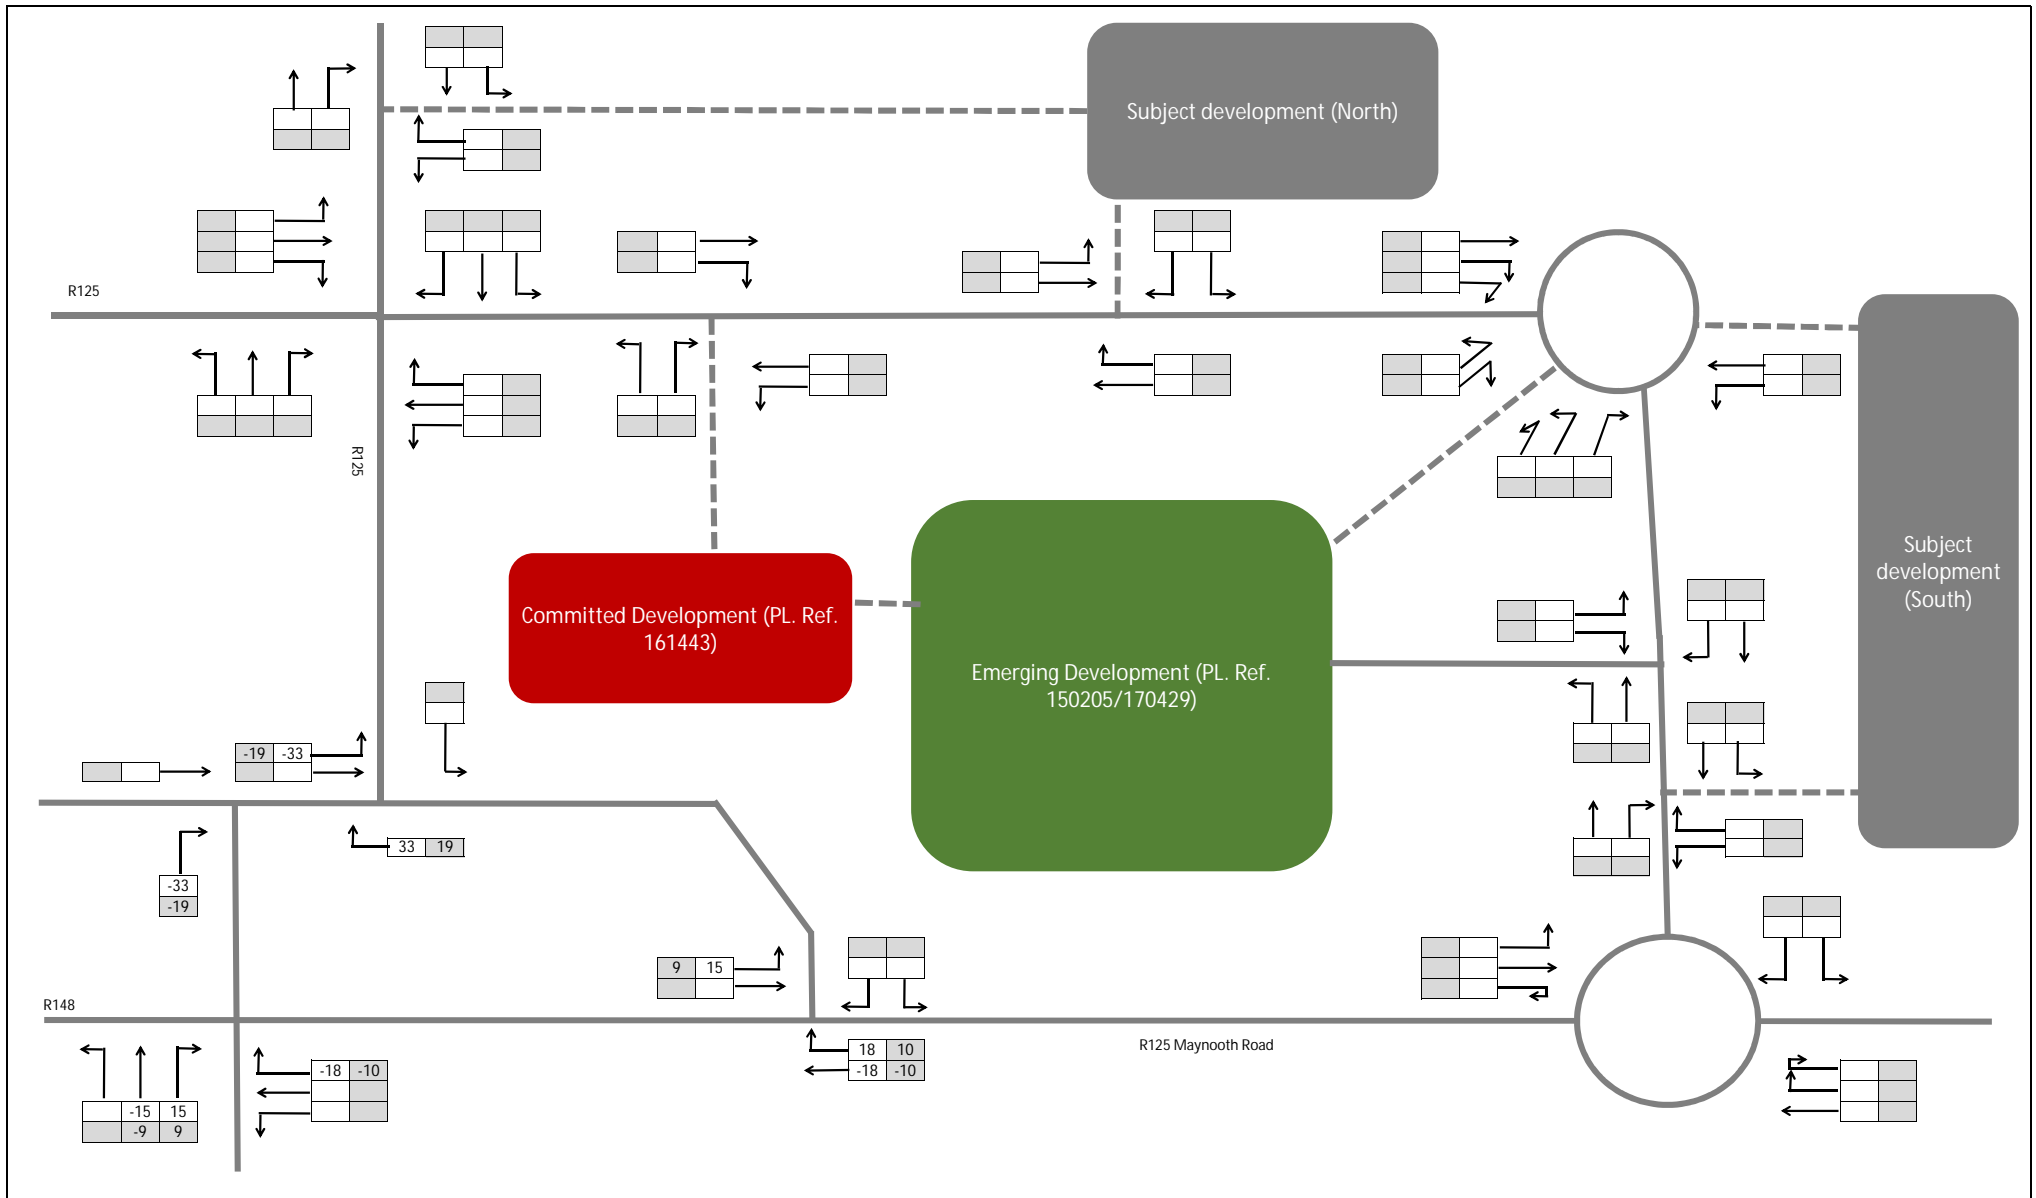 Subject development (North)
R125
R125
Subject
development
(South)
Committed Development (PL. Ref.
161443)
Emerging Development (PL. Ref.
150205/170429)
-19 -33
33 19
-33
-19
9 15
R148
18 10
-18 -10
R125 Maynooth Road
-18 -10
-15 15
-9 9